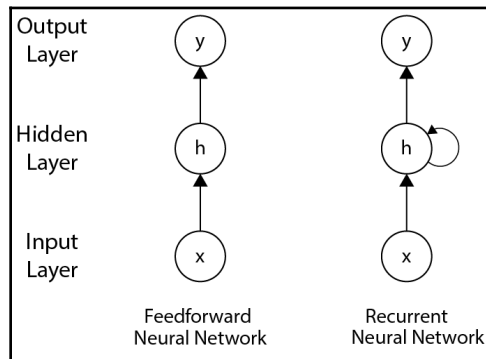 Output
Layer
y
y
Hidden
Layer
h
h
Input
Layer
x
x
Feedforward
Neural Network
Recurrent
Neural Network